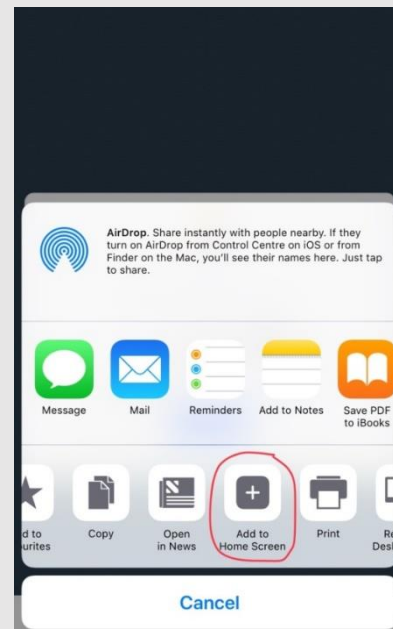 AirDrop. Share instantly with people nearby. If they
turn on AirDrop from Control Centre on iOS or from
Finder on the Mac, you'll see their names here. Just tap
to share.
Message
Mail
Reminders
Add to Notes
Save PDF
to iBooks
d to
urites
Copy
Open
in News
Add to
Home Screen
Print
Re
Desl
Cancel